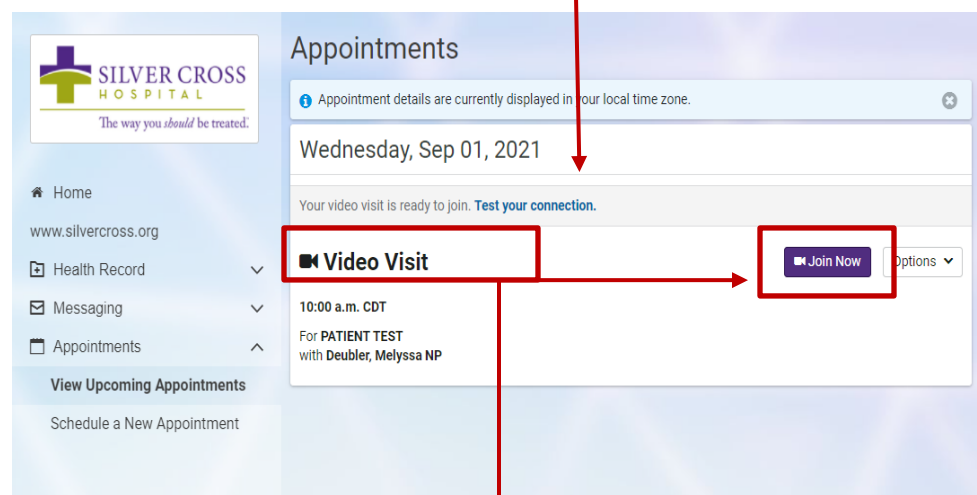 SILVER CROSS
HOSPITAL
The way you should be treated.
Home
www.silvercross.org
Health Record
Messaging
Appointments
View Upcoming Appointments
Schedule a New Appointment
Appointments
Appointment details are currently displayed in your local time zone.
Wednesday, Sep 01, 2021
Your video visit is ready to join. Test your connection.
Video Visit
Join Now
Options
10:00 a.m. CDT
For PATIENT TEST
with Deubler, Melyssa NP